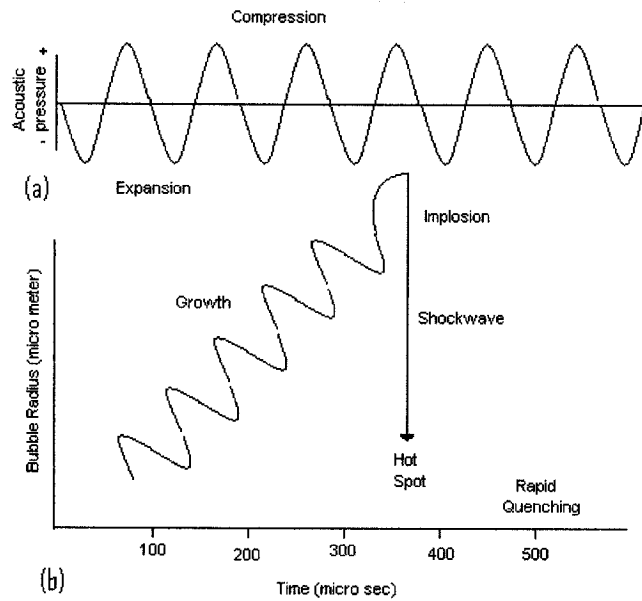 Compression
Acoustic
- pressure +
(a)
Expansion
Implosion
Growth
Shockwave
Bubble Radius (micro meter)
Hot
Spot
Rapid
Quenching
100 200 300 400 500
(b)
Time (micro sec)